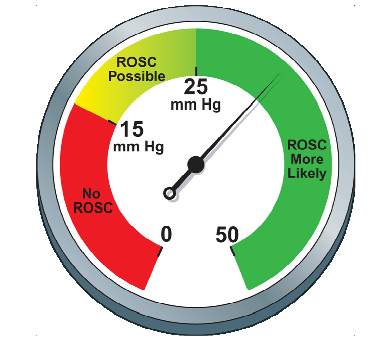 ROSC
Possible
25
mm Hg
15
mm Hg
ROSC
More
Likely
No
ROSC
0
50